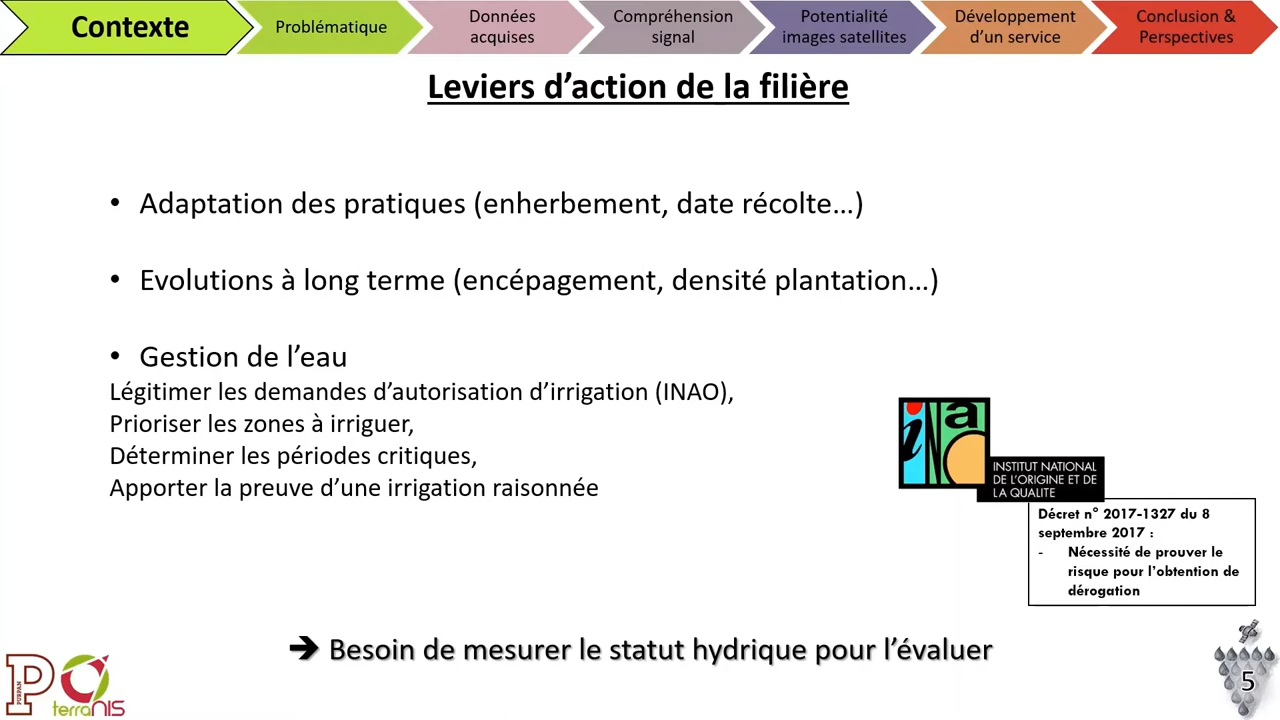 Contexte
Problématique
Données
acquises
Compréhension
signal
Potentialité
images satellites
Développement
d’un service
Conclusion &
Perspectives
Leviers d’action de la filière
• Adaptation des pratiques (enherbement, date récolte…)
• Evolutions à long terme (encépagement, densité plantation…)
• Gestion de l’eau
Légitimer les demandes d’autorisation d’irrigation (INAO),
Prioriser les zones à irriguer,
Déterminer les périodes critiques,
Apporter la preuve d’une irrigation raisonnée
INAO
INSTITUT NATIONAL
DE L'ORIGINE ET DE
LA QUALITE
Décret n° 2017-1327 du 8
septembre 2017 :
- Nécessité de prouver le
risque pour l’obtention de
dérogation
➔ Besoin de mesurer le statut hydrique pour l’évaluer
P
PURPAN
terraNIS
5